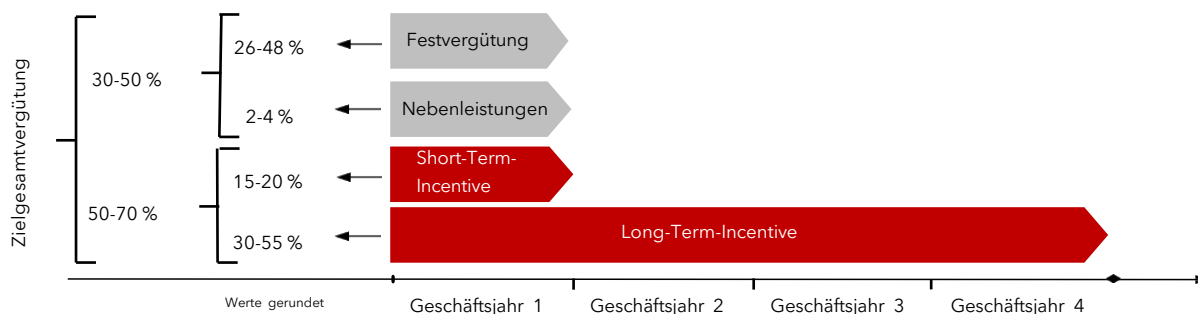 Zielgesamtvergütung
30-50 %
26-48 %
Festvergütung
2-4 %
Nebenleistungen
50-70 %
15-20 %
Short-Term-
Incentive
30-55 %
Long-Term-Incentive
Werte gerundet
Geschäftsjahr 1
Geschäftsjahr 2
Geschäftsjahr 3
Geschäftsjahr 4